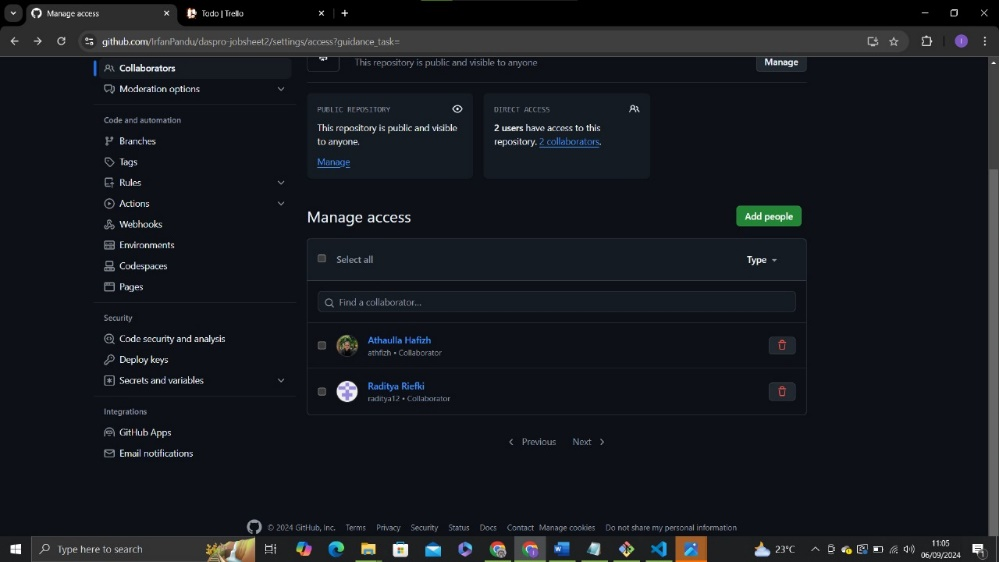 Manage access
Todo | Trello
github.com/IrfanPandu/daspro-jobsheet2/settings/access?guidance_task=
Collaborators
Moderation options
Code and automation
Branches
Tags
Rules
Actions
Webhooks
Environments
Codespaces
Pages
Security
Code security and analysis
Deploy keys
Secrets and variables
Integrations
GitHub Apps
Email notifications
This repository is public and visible to anyone
Manage
PUBLIC REPOSITORY
This repository is public and visible
to anyone.
Manage
DIRECT ACCESS
2 users have access to this
repository. 2 collaborators.
Manage access
Add people
Select all
Type
Find a collaborator...
Athaulla Hafizh
athfizh • Collaborator
Raditya Riefki
raditya12 • Collaborator
Previous Next
© 2024 GitHub, Inc. Terms Privacy Security Status Docs Contact Manage cookies Do not share my personal information
Type here to search
23°C
11:05
06/09/2024